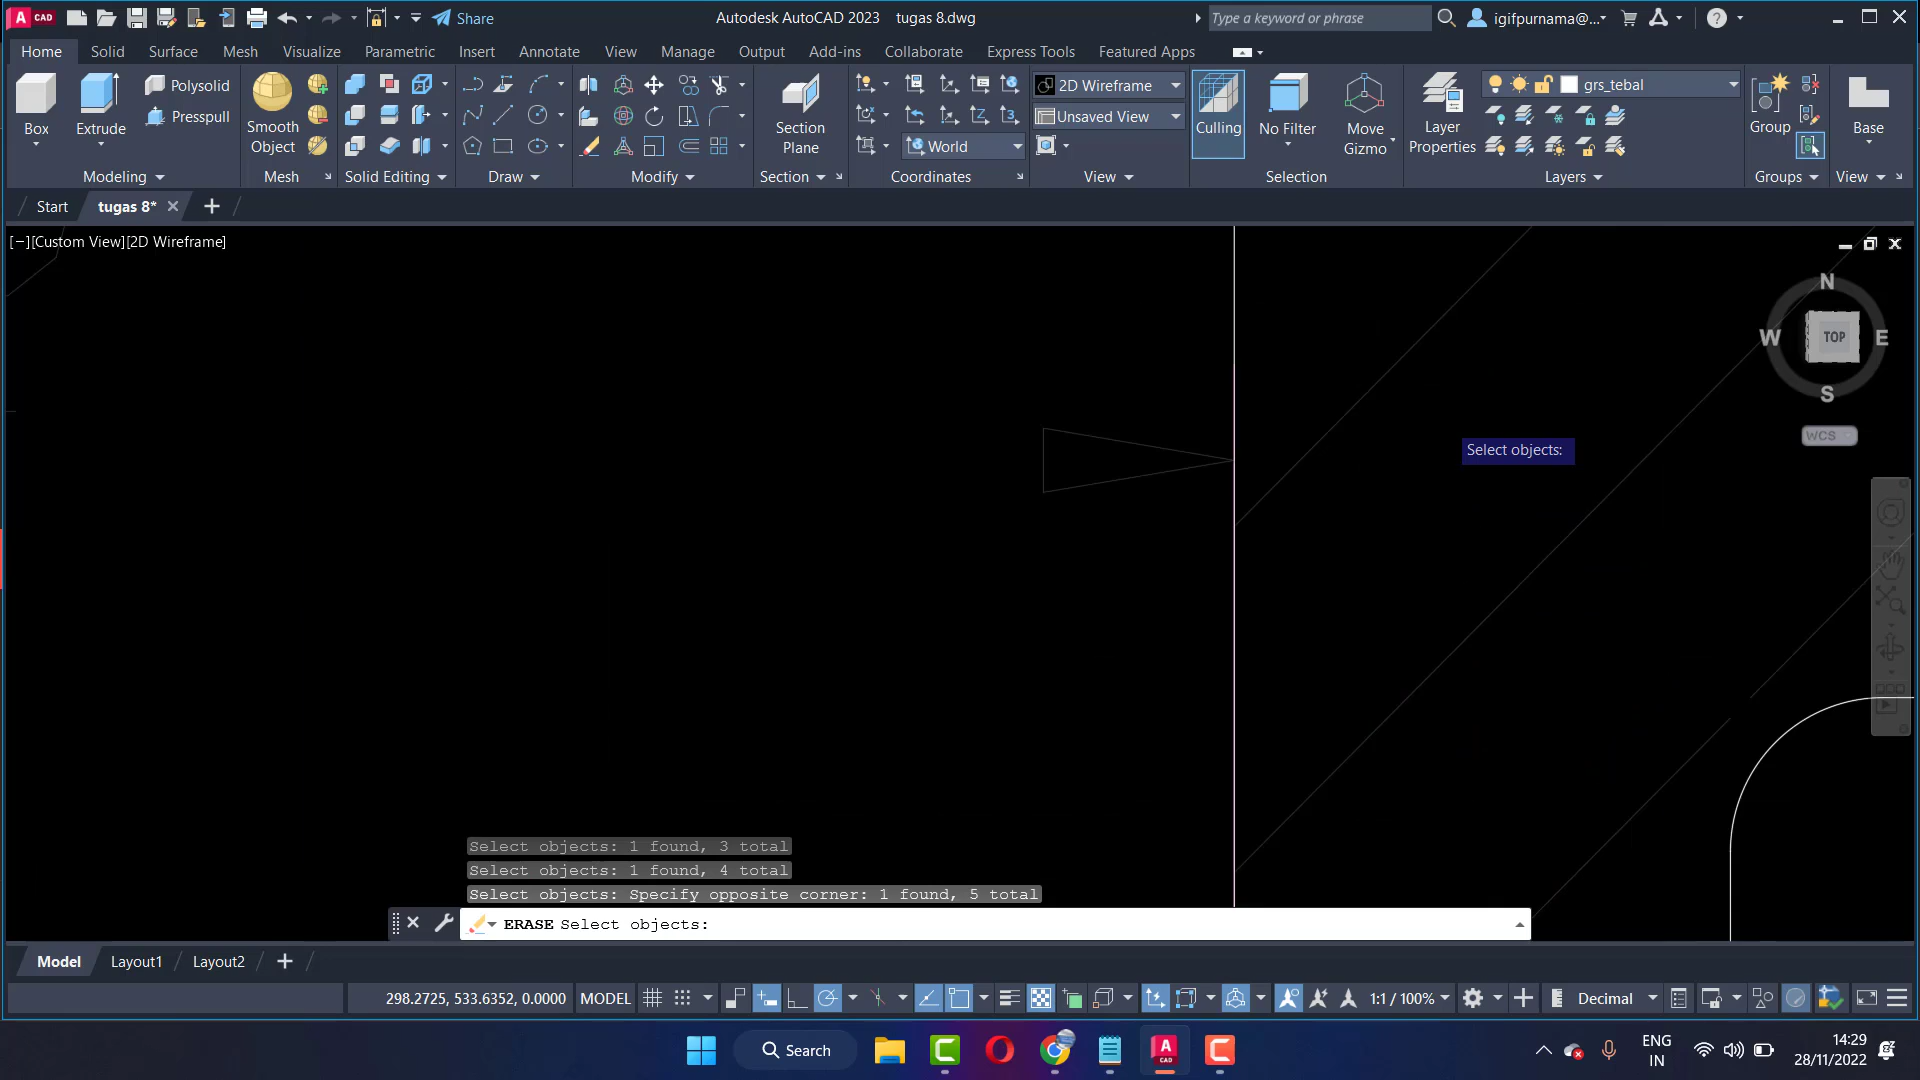 CAD
Share
Autodesk AutoCAD 2023 tugas 8.dwg
Type a keyword or phrase
igifpurnama@...
Home Solid Surface Mesh Visualize Parametric Insert Annotate View Manage Output Add-ins Collaborate Express Tools Featured Apps
Box
Extrude
Polysolid
Presspull
Smooth Object
Section Plane
World
2D Wireframe
Unsaved View
Culling
No Filter
Move Gizmo
Layer Properties
grs_tebal
Group
Base
Modeling Mesh Solid Editing Draw Modify Section Coordinates View Selection Layers Groups View
Start tugas 8*
[−][Custom View][2D Wireframe]
N
W TOP E
S
WCS
Select objects:
Select objects: 1 found, 3 total
Select objects: 1 found, 4 total
Select objects: Specify opposite corner: 1 found, 5 total
ERASE Select objects:
Model Layout1 Layout2
298.2725, 533.6352, 0.0000 MODEL 1:1 / 100% Decimal
Search
ENG
IN
14:29
28/11/2022